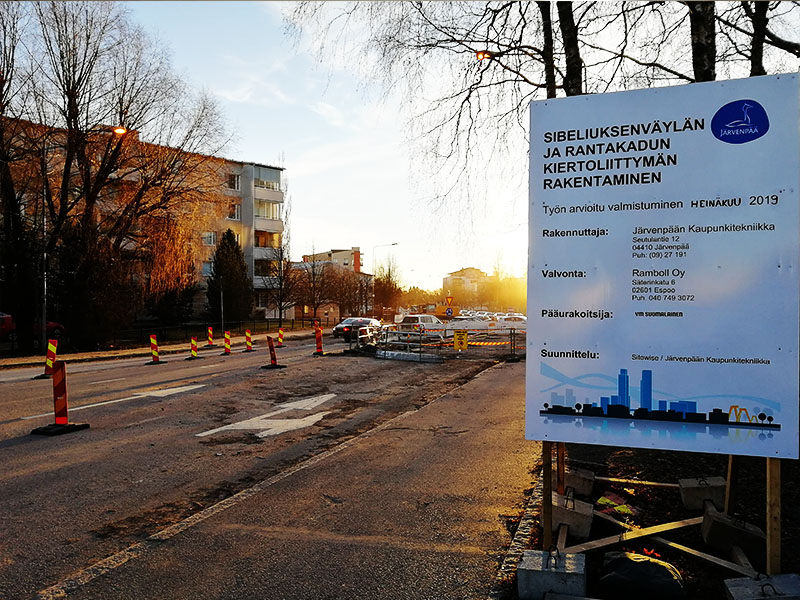 SIBELIUKSENVÄYLÄN
JA RANTAKADUN
KIERTOLIITTYMÄN
RAKENTAMINEN
JÄRVENPÄÄ
Työn arvioitu valmistuminen HEINÄKUU 2019
Rakennuttaja: Järvenpään Kaupunkitekniikka
Seutulantie 12
04410 Järvenpää
Puh: (09) 27 191
Valvonta: Ramboll Oy
Säterinkatu 6
02601 Espoo
Puh. 040 749 3072
Pääurakoitsija: VM SUOMALAINEN
Suunnittelu: Sitowise / Järvenpään Kaupunkitekniikka